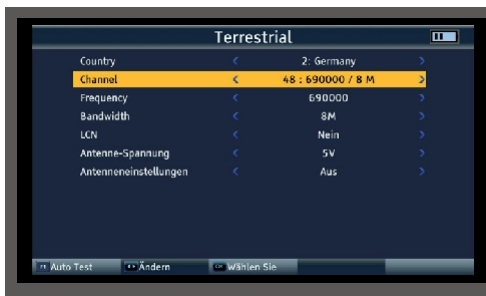 Terrestrial
Country < 2: Germany >
Channel < 48 : 690000 / 8 M >
Frequency < 690000 >
Bandwidth < 8M >
LCN < Nein >
Antenne-Spannung < 5V >
Antenneneinstellungen < Aus >
Auto Test Ändern Wählen Sie